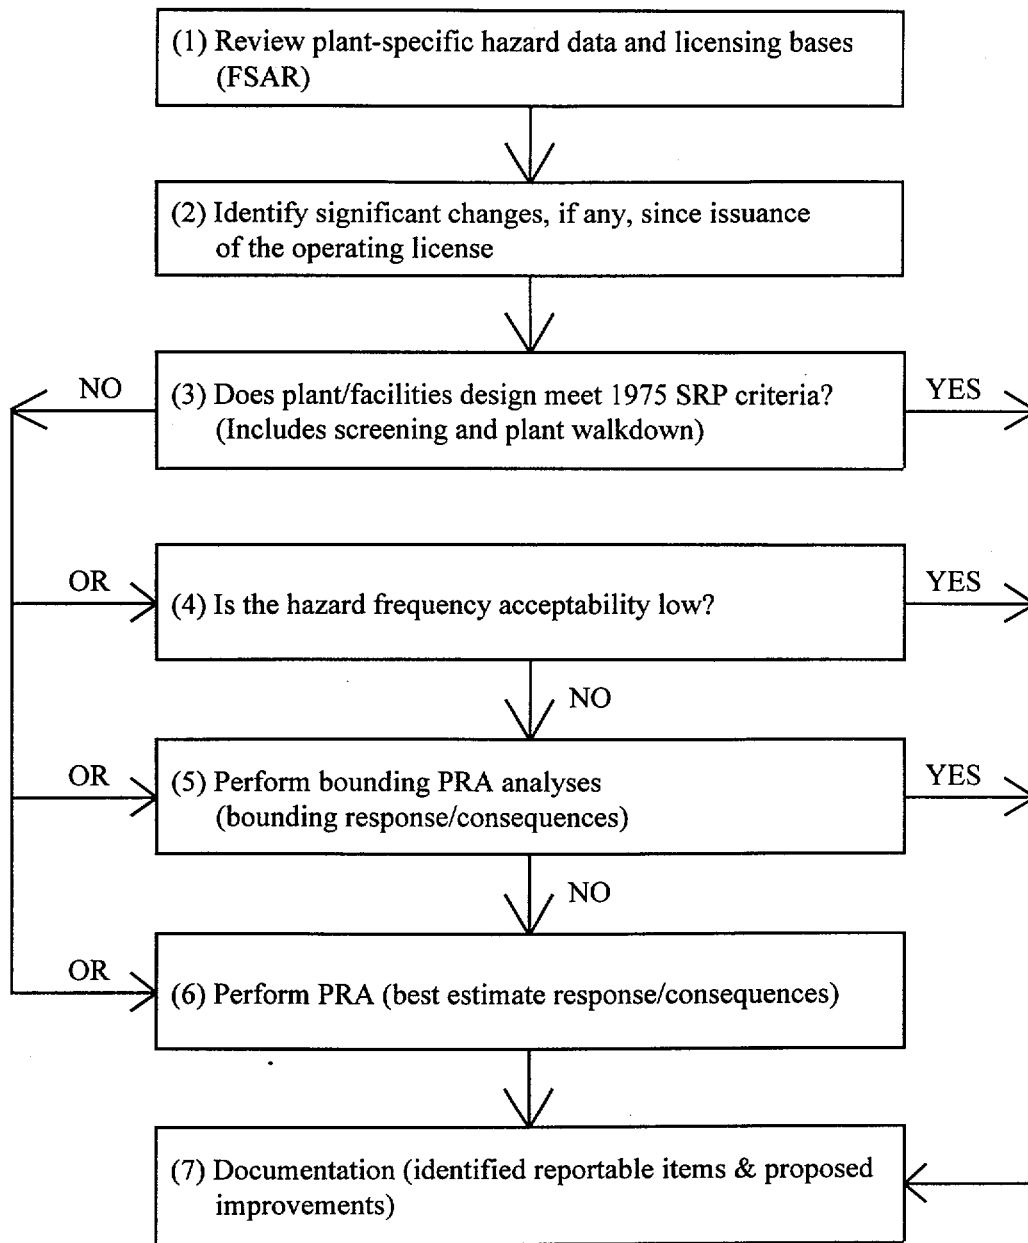 (1) Review plant-specific hazard data and licensing bases
(FSAR)
(2) Identify significant changes, if any, since issuance
of the operating license
NO
(3) Does plant/facilities design meet 1975 SRP criteria?
(Includes screening and plant walkdown)
YES
OR
(4) Is the hazard frequency acceptability low?
YES
NO
OR
(5) Perform bounding PRA analyses
(bounding response/consequences)
YES
NO
OR
(6) Perform PRA (best estimate response/consequences)
(7) Documentation (identified reportable items & proposed
improvements)